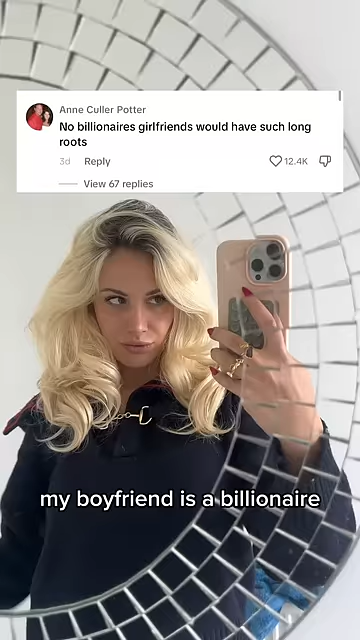 Anne Culler Potter
No billionaires girlfriends would have such long
roots
3d Reply 12.4K
View 67 replies
my boyfriend is a billionaire